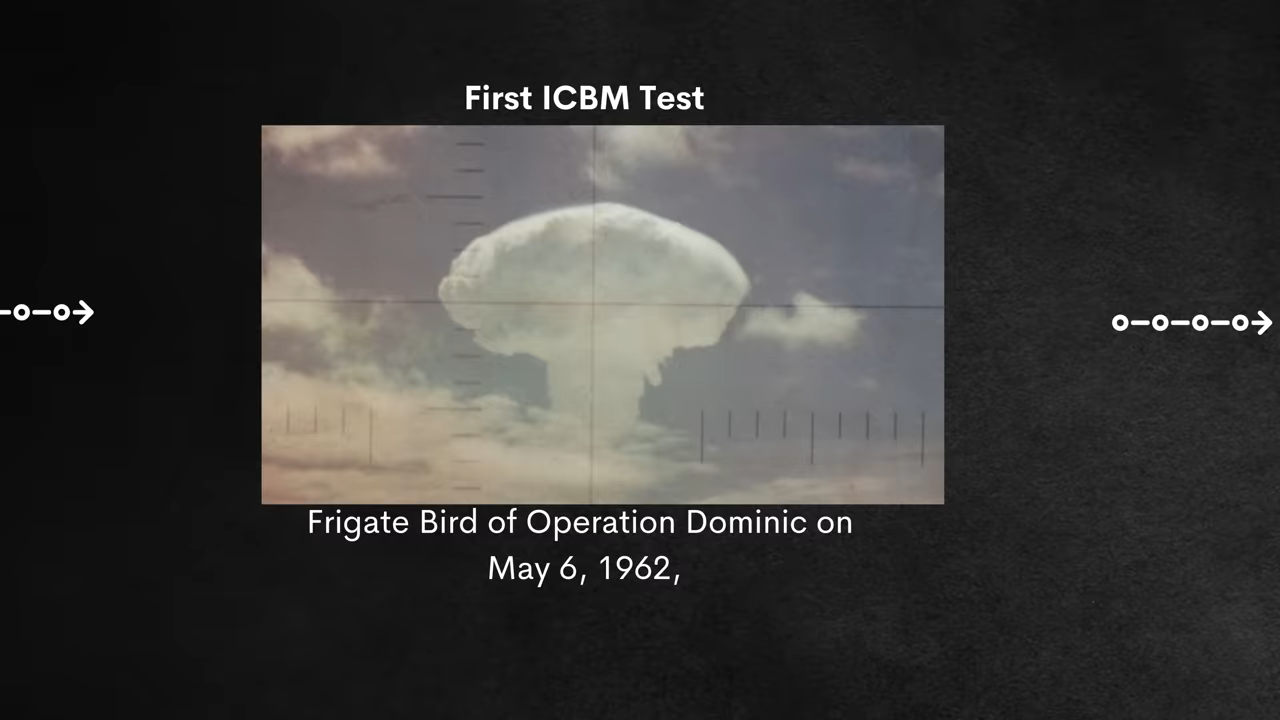 First ICBM Test
Frigate Bird of Operation Dominic on
May 6, 1962,